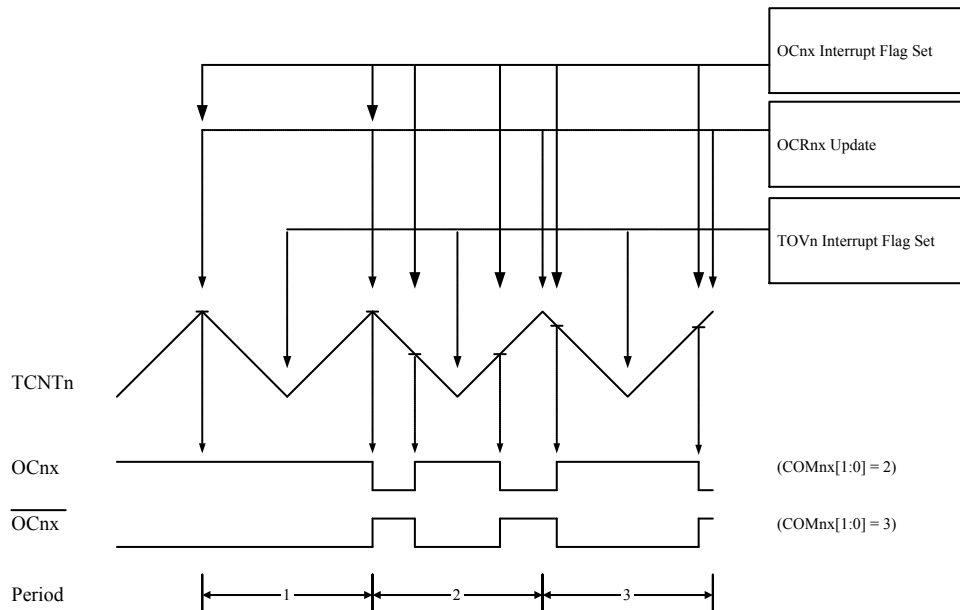 OCnx Interrupt Flag Set
OCRnx Update
TOVn Interrupt Flag Set
TCNTn
OCnx (COMnx[1:0] = 2)
OCnx (COMnx[1:0] = 3)
Period 1 2 3